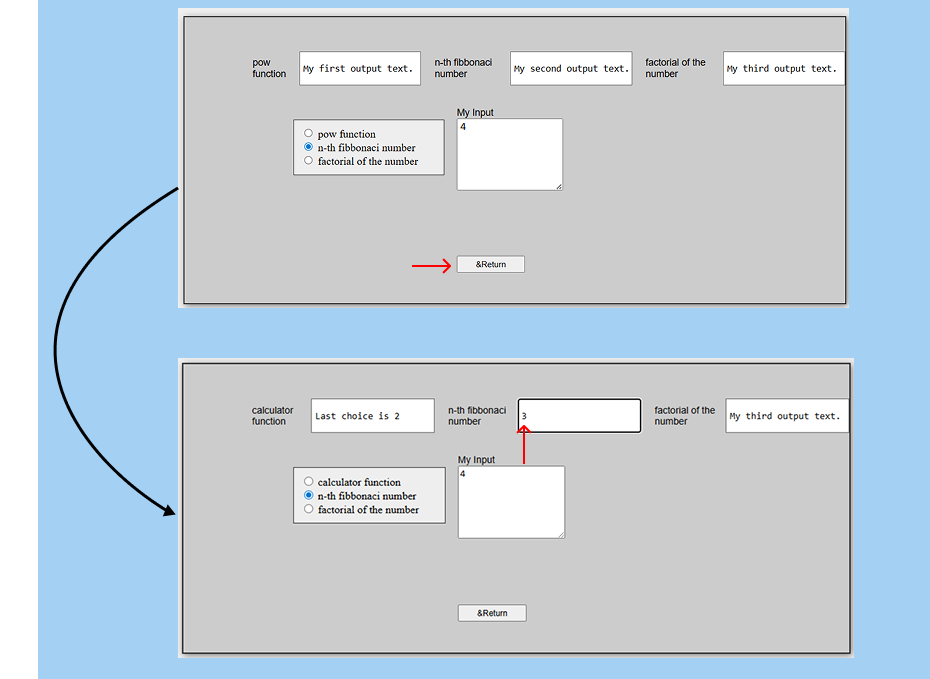 pow
function
My first output text.
n-th fibbonaci
number
My second output text.
factorial of the
number
My third output text.
pow function
n-th fibbonaci number
factorial of the number
My Input
4
&Return
calculator
function
Last choice is 2
n-th fibbonaci
number
3
factorial of the
number
My third output text.
calculator function
n-th fibbonaci number
factorial of the number
My Input
4
&Return